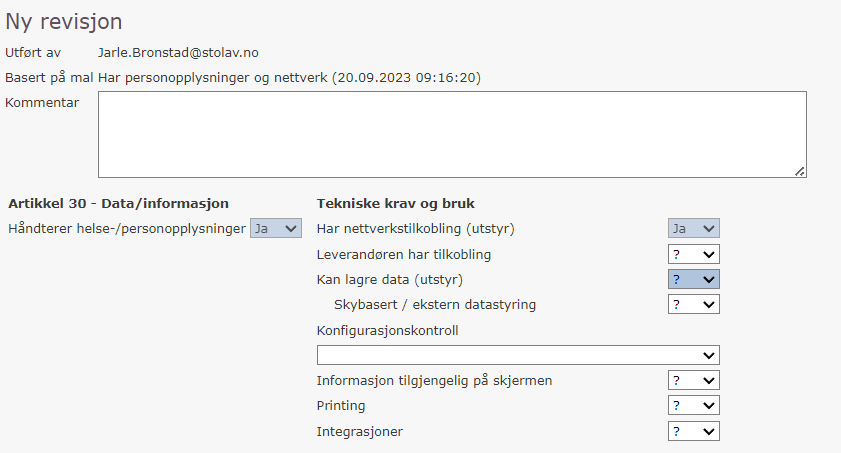 Ny revisjon
Utført av Jarle.Bronstad@stolav.no
Basert på mal Har personopplysninger og nettverk (20.09.2023 09:16:20)
Kommentar
Artikkel 30 - Data/informasjon
Håndterer helse-/personopplysninger Ja
Tekniske krav og bruk
Har nettverkstilkobling (utstyr) Ja
Leverandøren har tilkobling ?
Kan lagre data (utstyr) ?
Skybasert / ekstern datastyring ?
Konfigurasjonskontroll
Informasjon tilgjengelig på skjermen ?
Printing ?
Integrasjoner ?